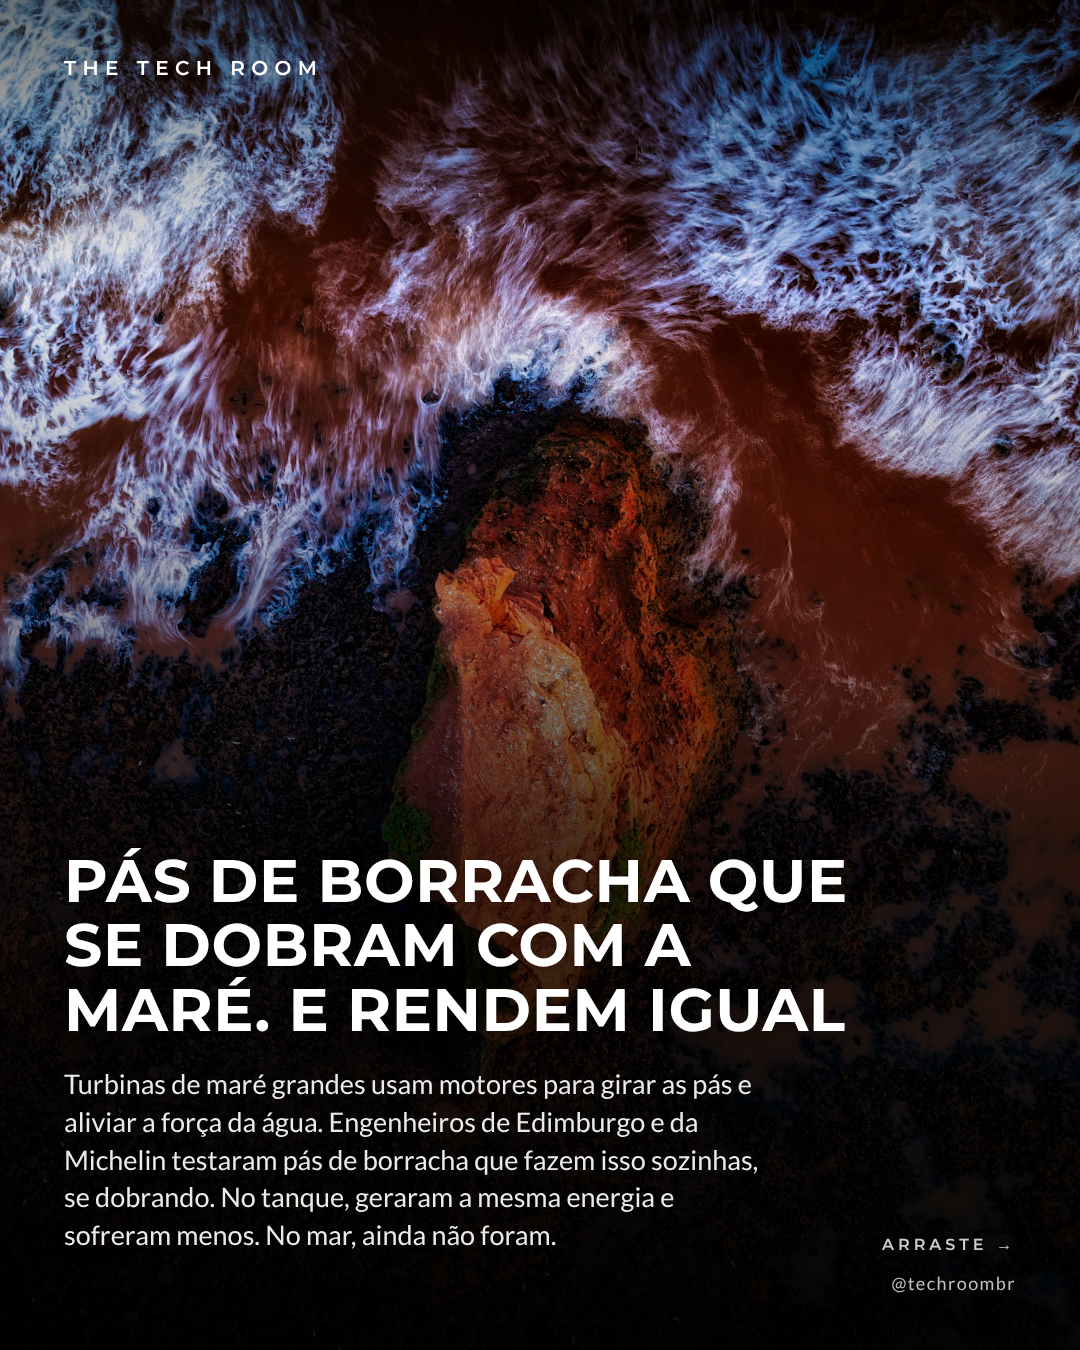 THE TECH ROOM
PÁS DE BORRACHA QUE
SE DOBRAM COM A
MARÉ. E RENDEM IGUAL
Turbinas de maré grandes usam motores para girar as pás e
aliviar a força da água. Engenheiros de Edimburgo e da
Michelin testaram pás de borracha que fazem isso sozinhas,
se dobrando. No tanque, geraram a mesma energia e
sofreram menos. No mar, ainda não foram.
ARRASTE →
@techroombr